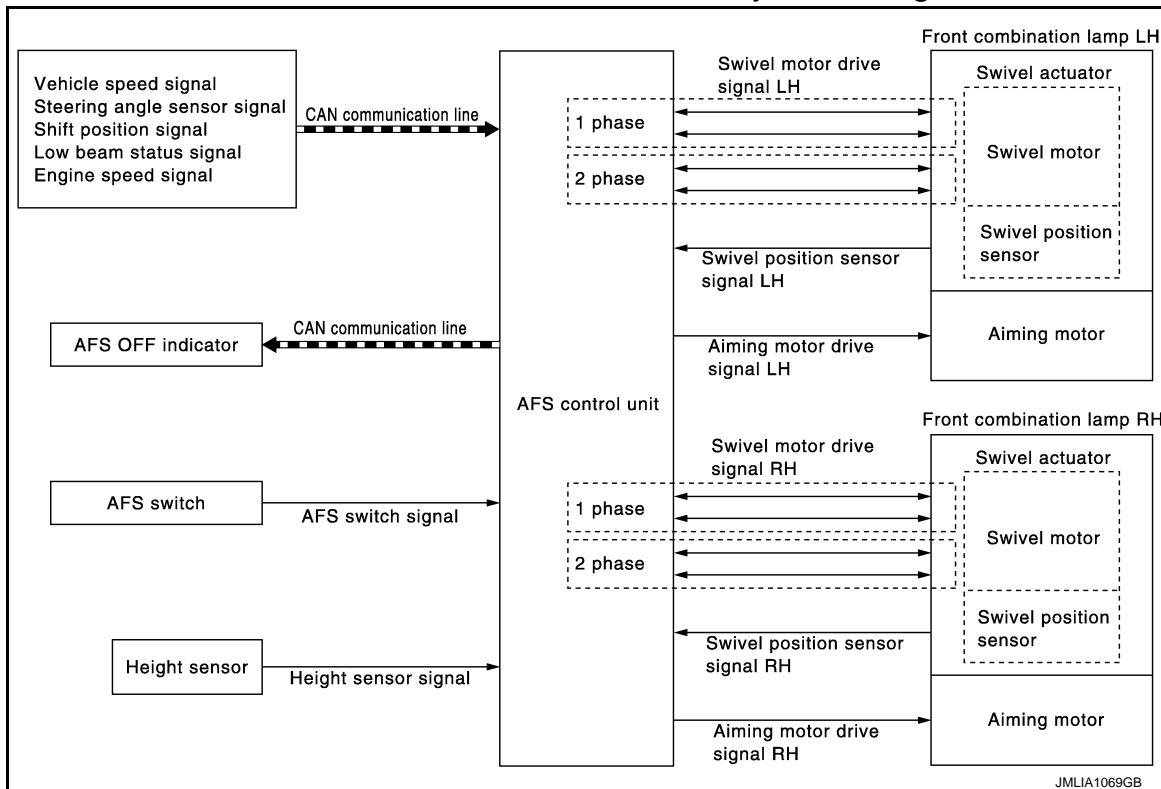 Vehicle speed signal
Steering angle sensor signal
Shift position signal
Low beam status signal
Engine speed signal
CAN communication line
AFS OFF indicator
CAN communication line
AFS switch
AFS switch signal
Height sensor
Height sensor signal
AFS control unit
1 phase
2 phase
1 phase
2 phase
Swivel motor drive
signal LH
Swivel position sensor
signal LH
Aiming motor drive
signal LH
Swivel motor drive
signal RH
Swivel position sensor
signal RH
Aiming motor drive
signal RH
Front combination lamp LH
Swivel actuator
Swivel motor
Swivel position
sensor
Aiming motor
Front combination lamp RH
Swivel actuator
Swivel motor
Swivel position
sensor
Aiming motor
JMLIA1069GB